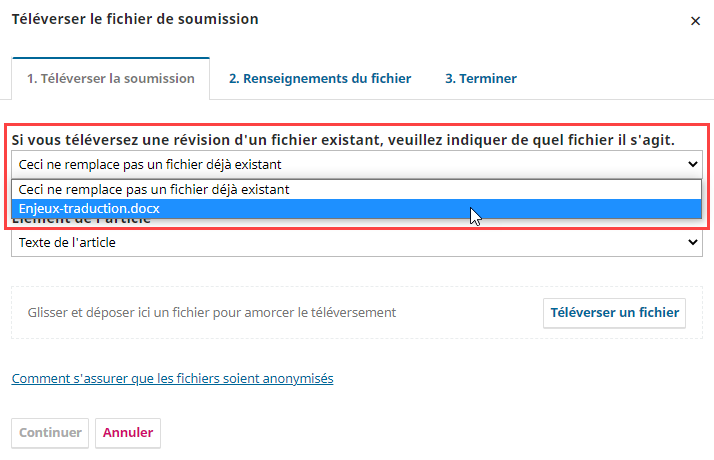 Téléverser le fichier de soumission
×
1. Téléverser la soumission 2. Renseignements du fichier 3. Terminer
Si vous téléversez une révision d'un fichier existant, veuillez indiquer de quel fichier il s'agit.
Ceci ne remplace pas un fichier déjà existant
Ceci ne remplace pas un fichier déjà existant
Enjeux-traduction.docx
Élément de l'article
Texte de l'article
Glisser et déposer ici un fichier pour amorcer le téléversement Téléverser un fichier
Comment s'assurer que les fichiers soient anonymisés
Continuer Annuler